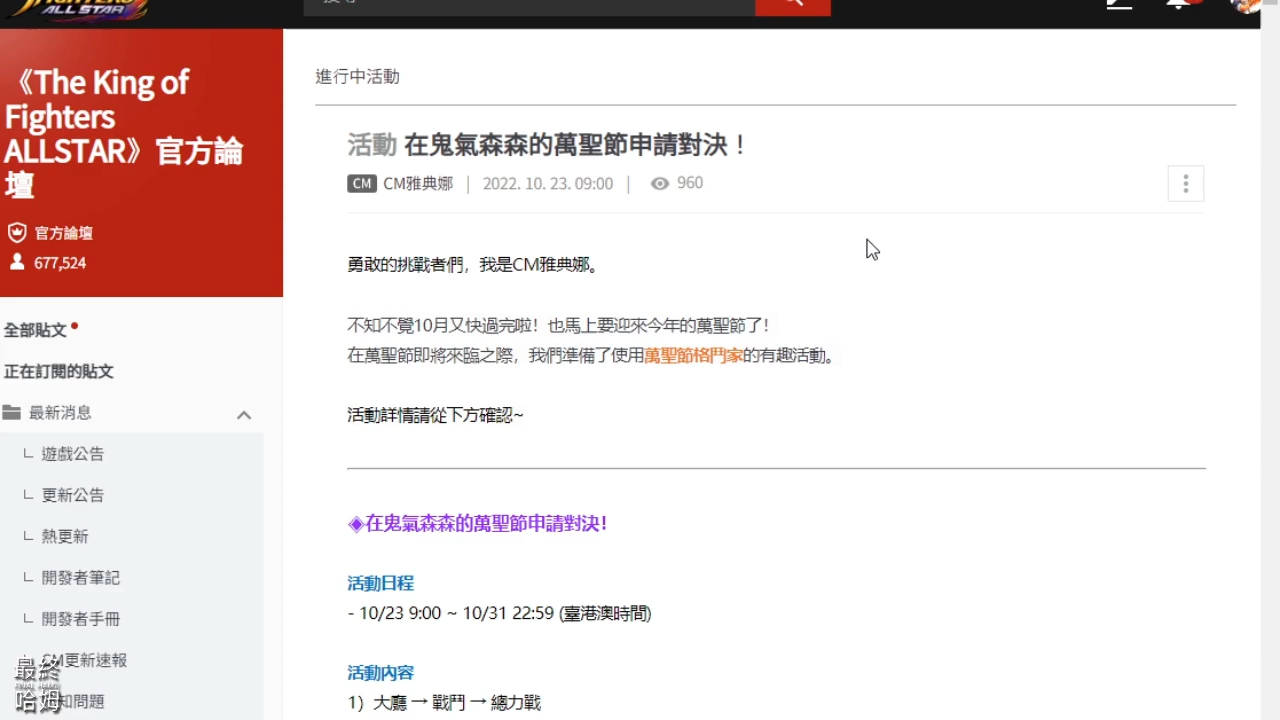 FIGHTERS
ALL STAR
搜尋
《The King of
Fighters
ALLSTAR》官方論
壇
官方論壇
677,524
全部貼文
正在訂閱的貼文
最新消息
遊戲公告
更新公告
熱更新
開發者筆記
開發者手冊
CM更新速報
知問題
最終
哈姆
進行中活動
活動 在鬼氣森森的萬聖節申請對決！
CM CM雅典娜 | 2022. 10. 23. 09:00 | 960
勇敢的挑戰者們，我是CM雅典娜。
不知不覺10月又快過完啦！也馬上要迎來今年的萬聖節了！
在萬聖節即將來臨之際，我們準備了使用萬聖節格鬥家的有趣活動。
活動詳情請從下方確認~
◈在鬼氣森森的萬聖節申請對決!
活動日程
- 10/23 9:00 ~ 10/31 22:59 (臺港澳時間)
活動內容
1）大廳 → 戰鬥 → 總力戰